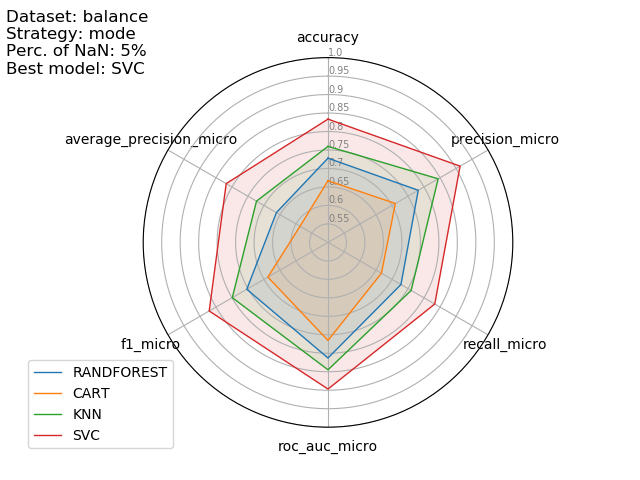 Dataset: balance
Strategy: mode
Perc. of NaN: 5%
Best model: SVC
accuracy
1.0
0.95
0.9
0.85
0.8
0.75
0.7
0.65
0.6
0.55
average_precision_micro
precision_micro
f1_micro
recall_micro
roc_auc_micro
RANDFOREST
CART
KNN
SVC